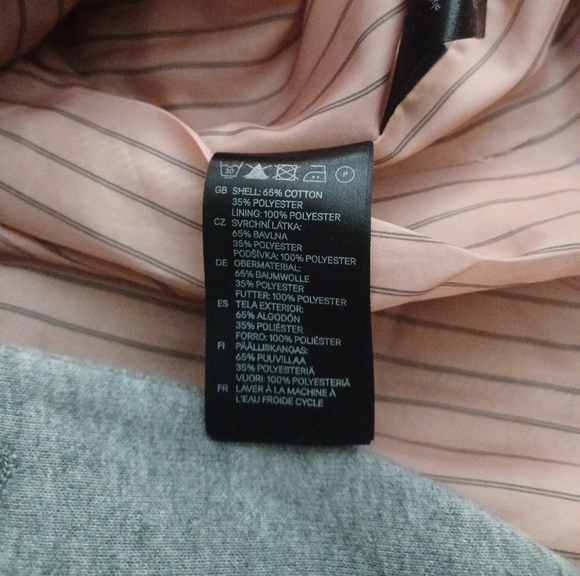 30 P
GB SHELL: 65% COTTON
35% POLYESTER
LINING: 100% POLYESTER
CZ SVRCHNÍ LÁTKA:
65% BAVLNA
35% POLYESTER
PODŠÍVKA: 100% POLYESTER
DE OBERMATERIAL:
65% BAUMWOLLE
35% POLYESTER
FUTTER: 100% POLYESTER
ES TELA EXTERIOR:
65% ALGODÓN
35% POLIÉSTER
FORRO: 100% POLIÉSTER
FI PÄÄLLISKANGAS:
65% PUUVILLAA
35% POLYESTERIÄ
VUORI: 100% POLYESTERIÄ
FR LAVER À LA MACHINE À
L'EAU FROIDE CYCLE